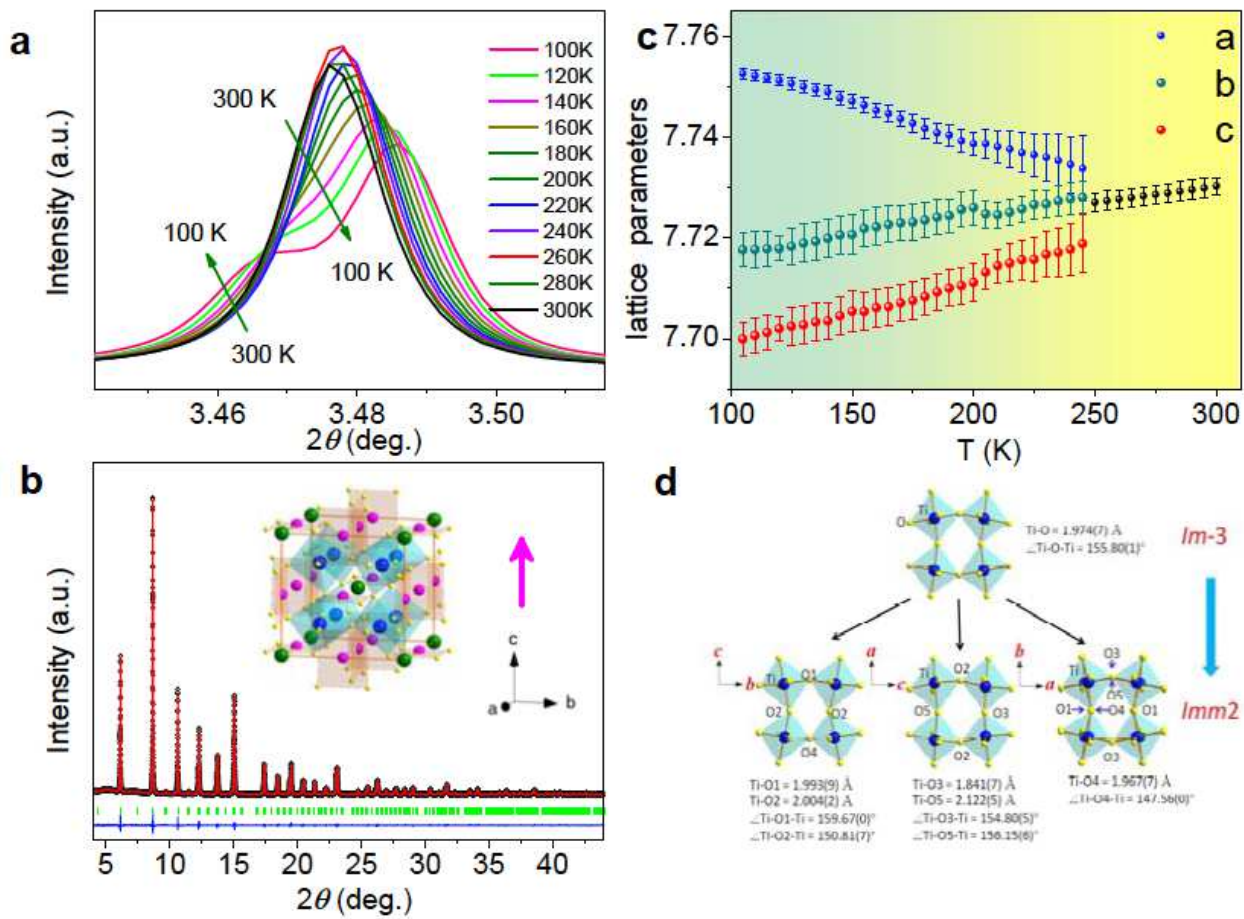 a
Intensity (a.u.)
300 K
100 K
300 K
100 K
100K
120K
140K
160K
180K
200K
220K
240K
260K
280K
300K
3.46
3.48
3.50
2θ (deg.)
c
lattice parameters
7.76
7.74
7.72
7.70
a
b
c
100
150
200
250
300
T (K)
b
Intensity (a.u.)
c
a
b
5
10
15
20
25
30
35
40
2θ (deg.)
d
Ti
O
Ti-O = 1.974(7) Å
∠Ti-O-Ti = 155.80(1)°
Im-3
Imm2
c
b
Ti
O1
O2
O2
O4
Ti-O1 = 1.993(9) Å
Ti-O2 = 2.004(2) Å
∠Ti-O1-Ti = 159.67(0)°
∠Ti-O2-Ti = 150.81(7)°
a
c
Ti
O2
O5
O3
O2
Ti-O3 = 1.841(7) Å
Ti-O5 = 2.122(5) Å
∠Ti-O3-Ti = 154.80(5)°
∠Ti-O5-Ti = 156.15(6)°
b
a
O3
Ti
O5
O1
O4
O1
O3
Ti-O4 = 1.967(7) Å
∠Ti-O4-Ti = 147.56(0)°